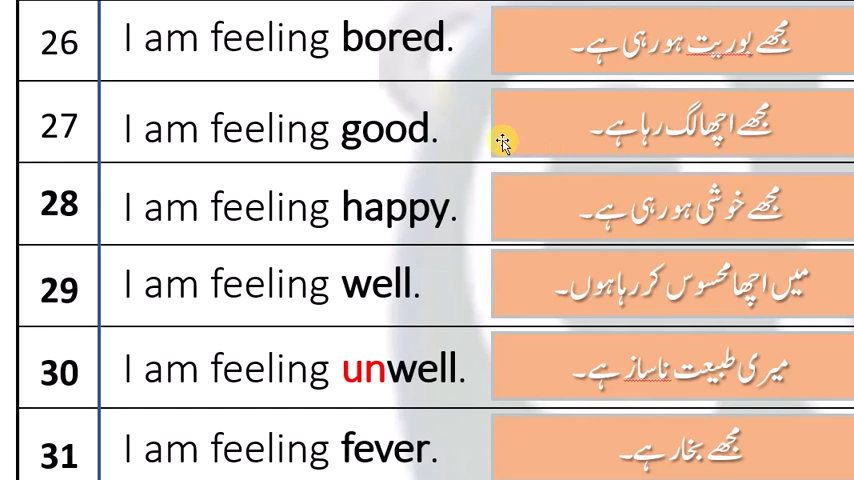 26 I am feeling bored. مجھے بوریت ہو رہی ہے۔
27 I am feeling good. مجھے اچھا لگ رہا ہے۔
28 I am feeling happy. مجھے خوشی ہو رہی ہے۔
29 I am feeling well. میں اچھا محسوس کر رہا ہوں۔
30 I am feeling unwell. میری طبیعت ناساز ہے۔
31 I am feeling fever. مجھے بخار ہے۔